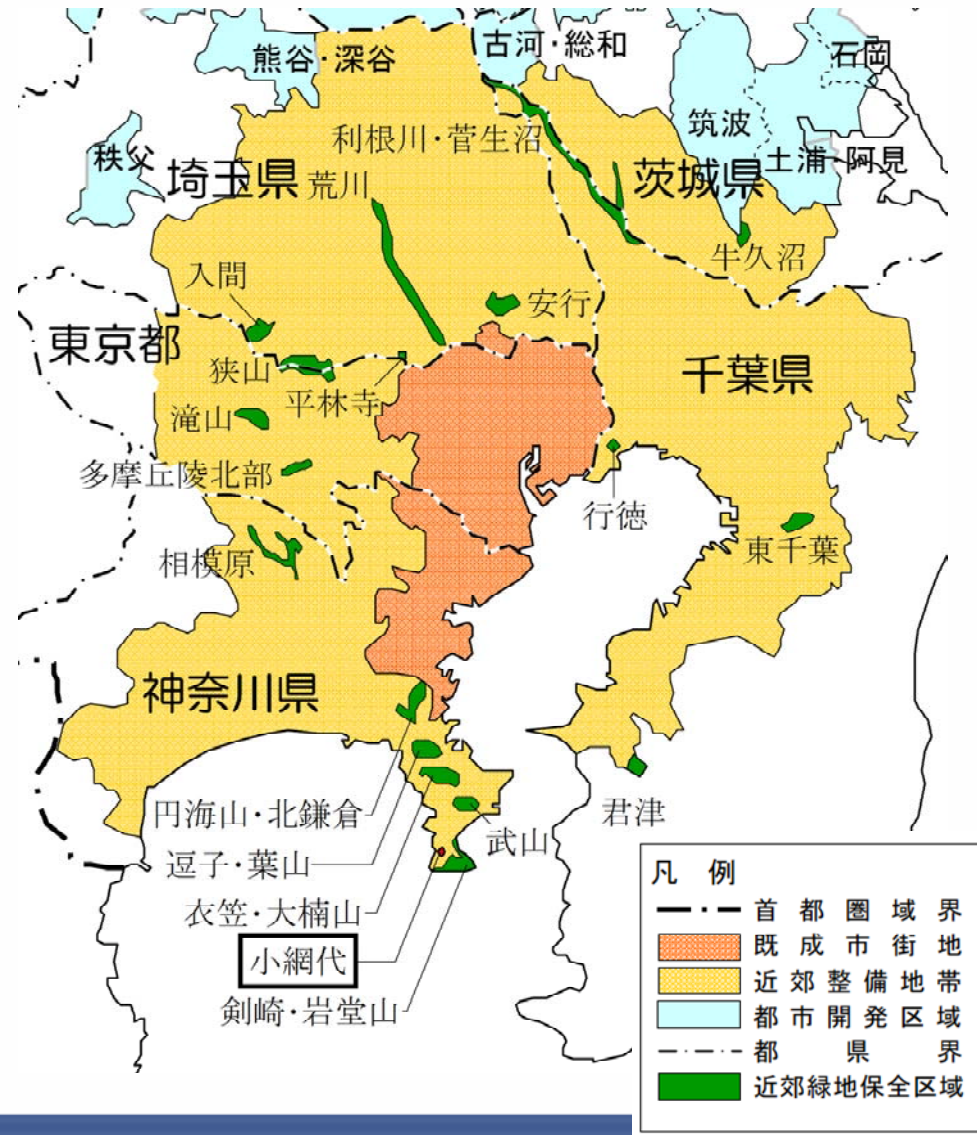 熊谷・深谷
古河・総和
石岡
筑波
利根川・菅生沼
秩父
埼玉県
荒川
茨城県
土浦・阿見
牛久沼
入間
安行
東京都
狭山
平林寺
千葉県
滝山
多摩丘陵北部
行徳
相模原
東千葉
神奈川県
円海山・北鎌倉
君津
武山
逗子・葉山
衣笠・大楠山
小網代
剣崎・岩堂山
凡例
首都圏域界
既成市街地
近郊整備地帯
都市開発区域
都県界
近郊緑地保全区域